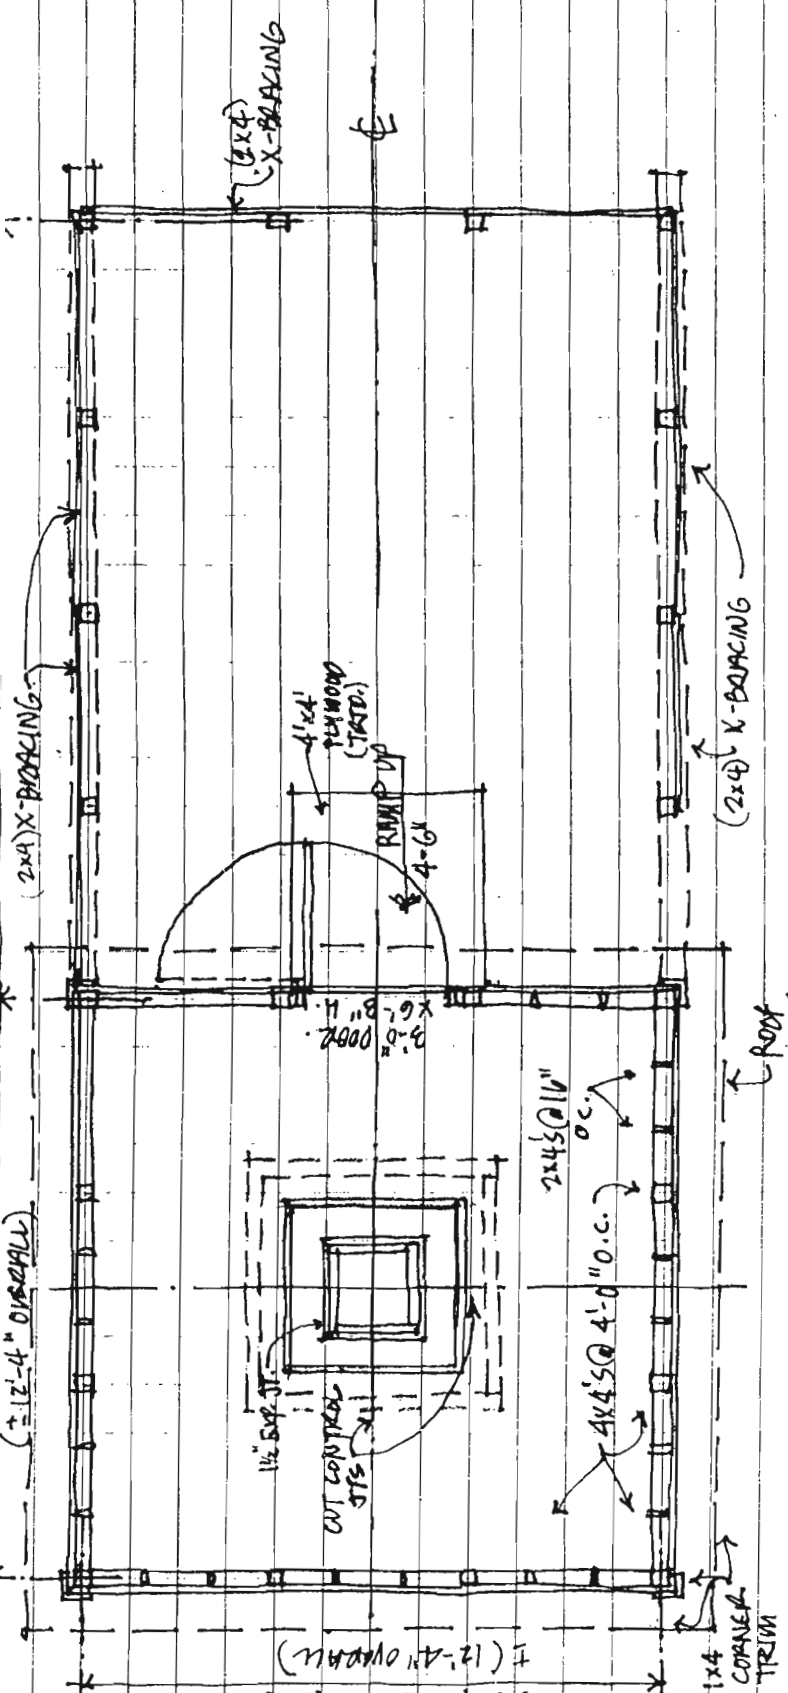 (2x4)
X-BRACING
℄
(2x4) X-BRACING
4'x4'
PLYWOOD
(TRTD.)
RAMP UP
4-6"
(2x4) X-BRACING
3'-0" DOOR.
X 6'-8" H.
ROOF
2x4'S @ 16"
O.C.
(±12'-4" OVERALL)
4x4'S @ 4'-0" O.C.
1½" EXP. JT.
CUT CONTROL
JTS
±(12'-4" OVERALL)
1x4
CORNER
TRIM